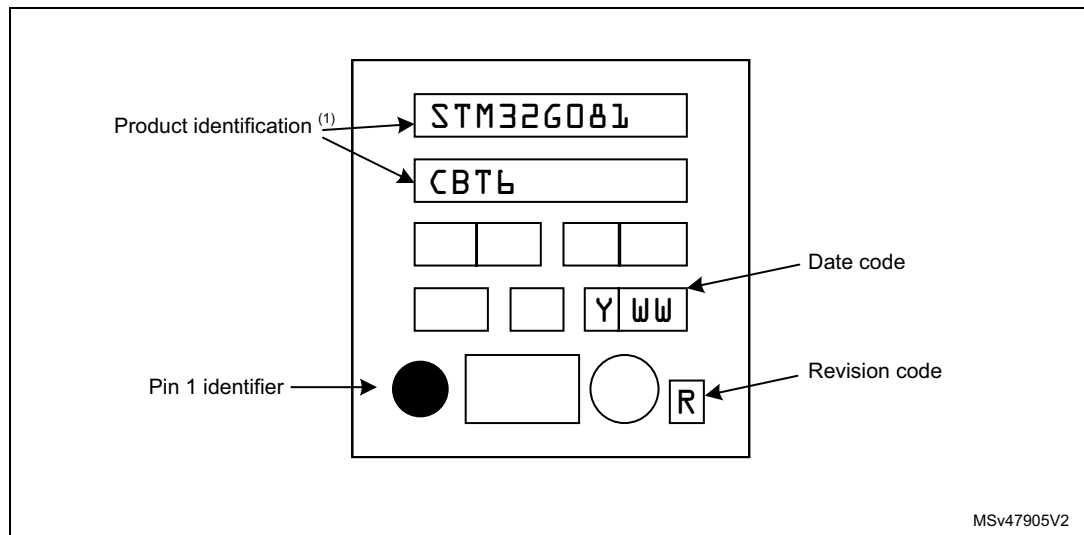 STM32G081
Product identification (1)
CBT6
Date code
Y WW
Revision code
Pin 1 identifier
R
MSv47905V2